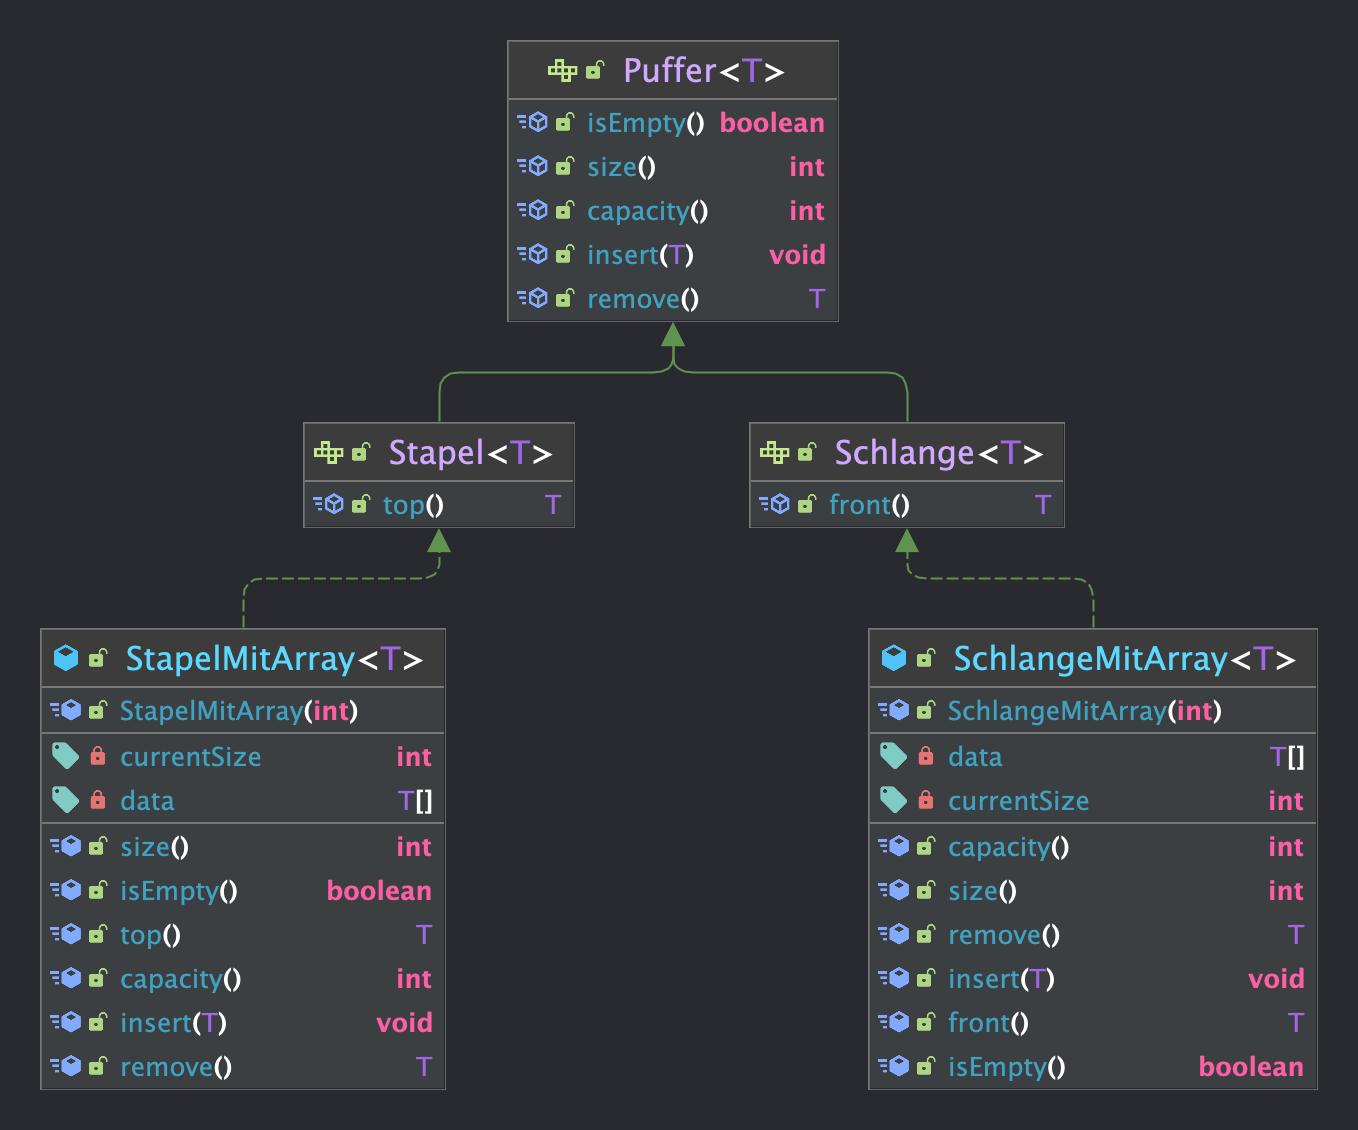 Puffer<T>
isEmpty() boolean
size() int
capacity() int
insert(T) void
remove() T
Stapel<T>
top() T
Schlange<T>
front() T
StapelMitArray<T>
StapelMitArray(int)
currentSize int
data T[]
size() int
isEmpty() boolean
top() T
capacity() int
insert(T) void
remove() T
SchlangeMitArray<T>
SchlangeMitArray(int)
data T[]
currentSize int
capacity() int
size() int
remove() T
insert(T) void
front() T
isEmpty() boolean